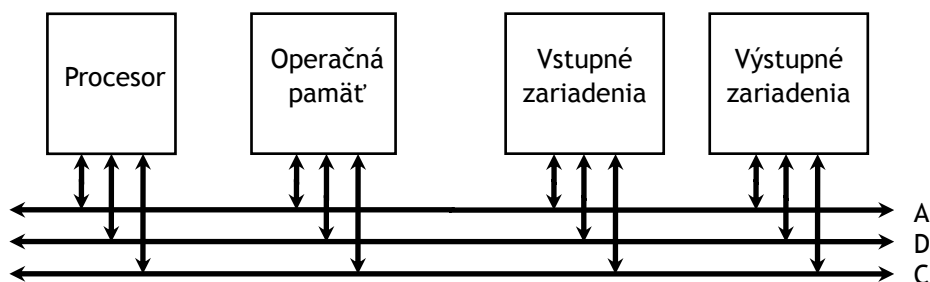 Procesor
Operačná
pamäť
Vstupné
zariadenia
Výstupné
zariadenia
A
D
C